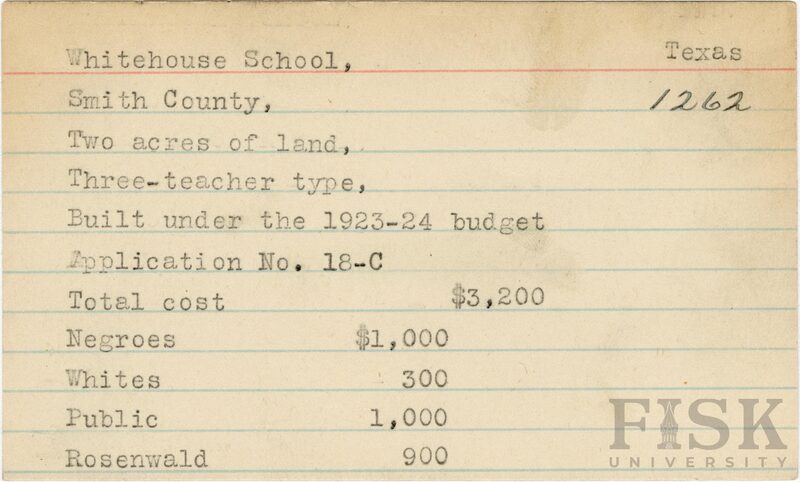 Whitehouse School, Texas
Smith County, 1262
Two acres of land,
Three-teacher type,
Built under the 1923-24 budget
Application No. 18-C
Total cost $3,200
Negroes $1,000
Whites 300
Public 1,000
Rosenwald 900
FISK
UNIVERSITY